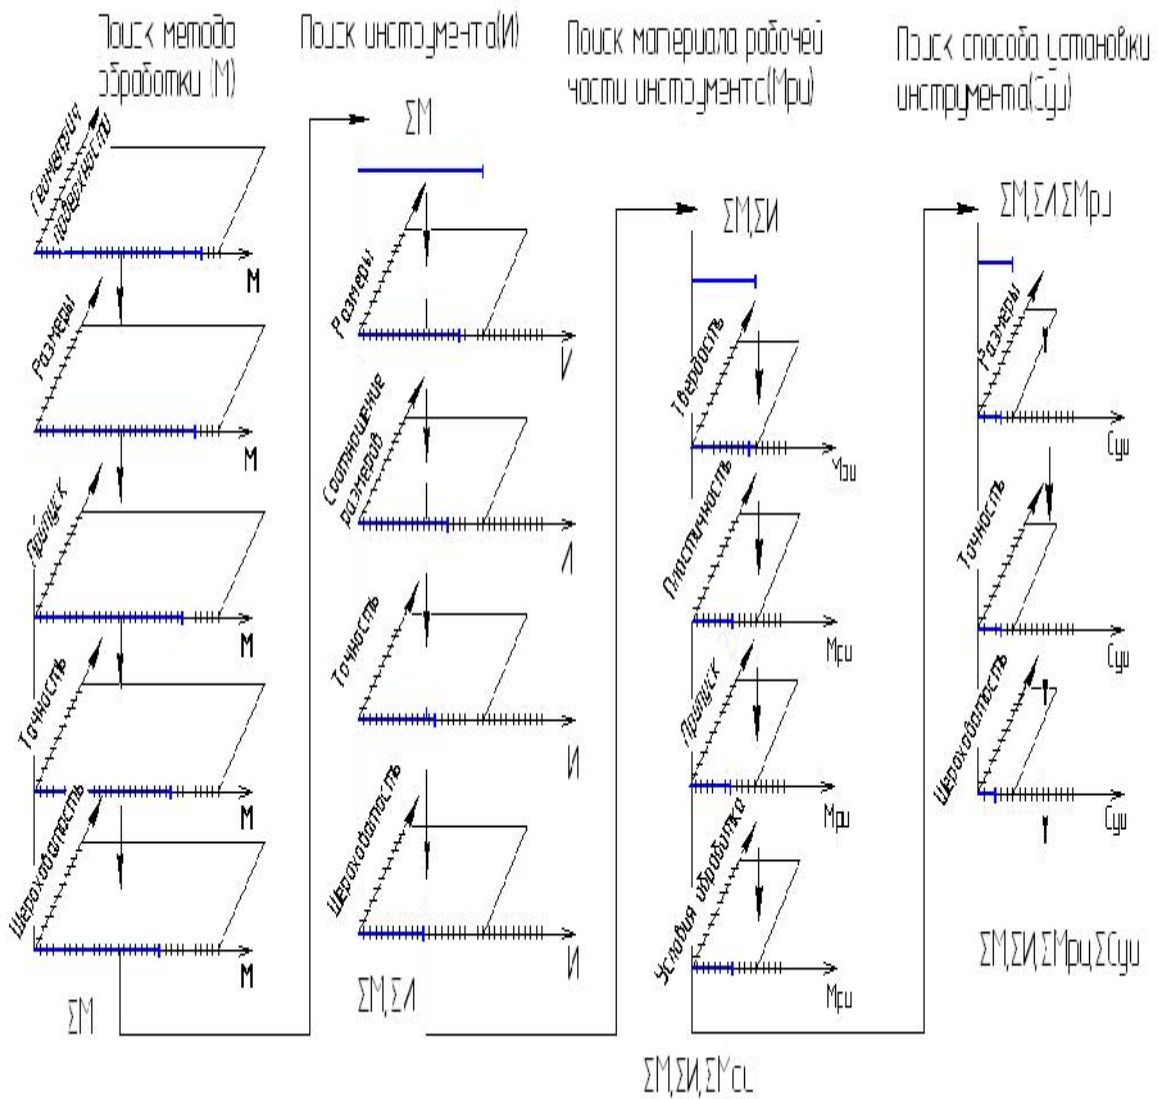 Поиск метода
обработки (М)
Геометрия
поверхности
М
Размеры
М
Припуск
М
Точность
М
Шероховатость
М
ΣМ
Поиск инструмента(И)
ΣМ
Размеры
И
Соотношение
размеров
И
Точность
И
Шероховатость
И
ΣМ,ΣИ
Поиск материала рабочей
части инструмента(Мри)
ΣМ,ΣИ
Твердость
Мри
Пластичность
Мри
Припуск
Мри
Условия обработки
Мри
ΣМ,ΣИ,ΣМри
Поиск способа установки
инструмента(Суи)
ΣМ,ΣИ,ΣМри
Размеры
Суи
Точность
Суи
Шероховатость
Суи
ΣМ,ΣИ,ΣМри,ΣСуи